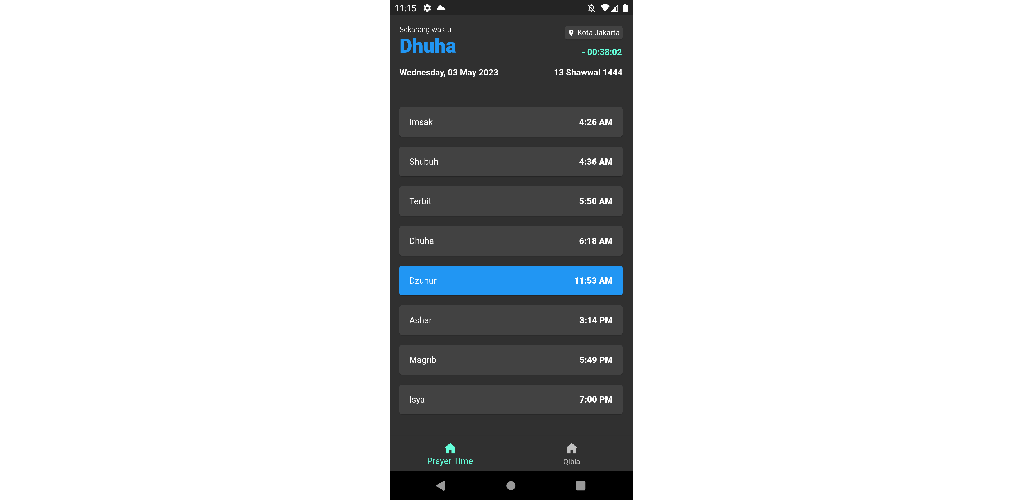 11.15
Sekarang waktu
Kota Jakarta
Dhuha
- 00:38:02
Wednesday, 03 May 2023
13 Shawwal 1444
Imsak 4:26 AM
Shubuh 4:36 AM
Terbit 5:50 AM
Dhuha 6:18 AM
Dzuhur 11:53 AM
Ashar 3:14 PM
Magrib 5:49 PM
Isya 7:00 PM
Prayer Time
Qibla